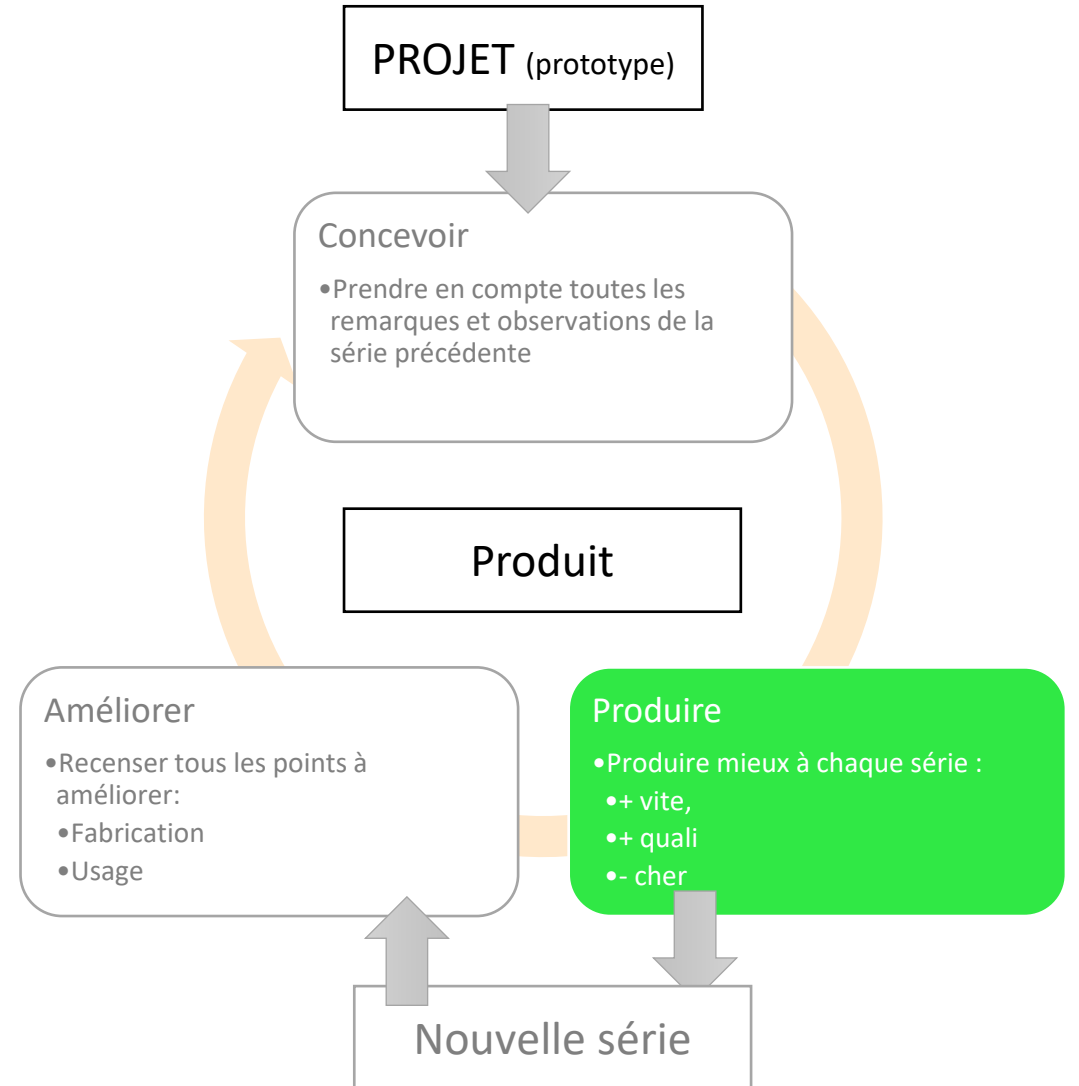 PROJET (prototype)
Concevoir
•Prendre en compte toutes les
remarques et observations de la
série précédente
Produit
Améliorer
•Recenser tous les points à
améliorer:
•Fabrication
•Usage
Produire
•Produire mieux à chaque série :
•+ vite,
•+ quali
•- cher
Nouvelle série